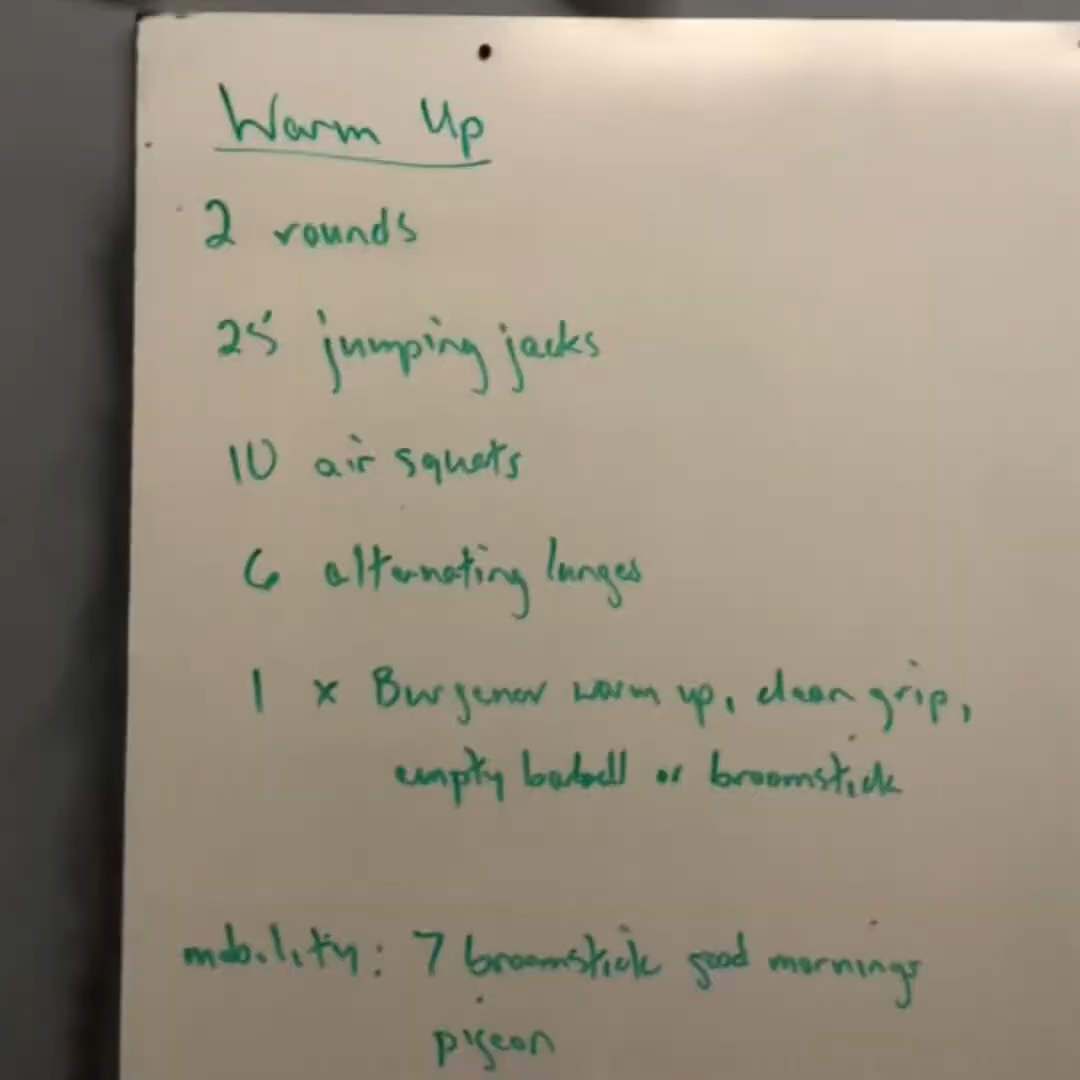 Warm Up
2 rounds
25 jumping jacks
10 air squats
6 alternating lunges
1 x Burgener warm up, clean grip,
empty barbell or broomstick
mobility: 7 broomstick good mornings
pigeon